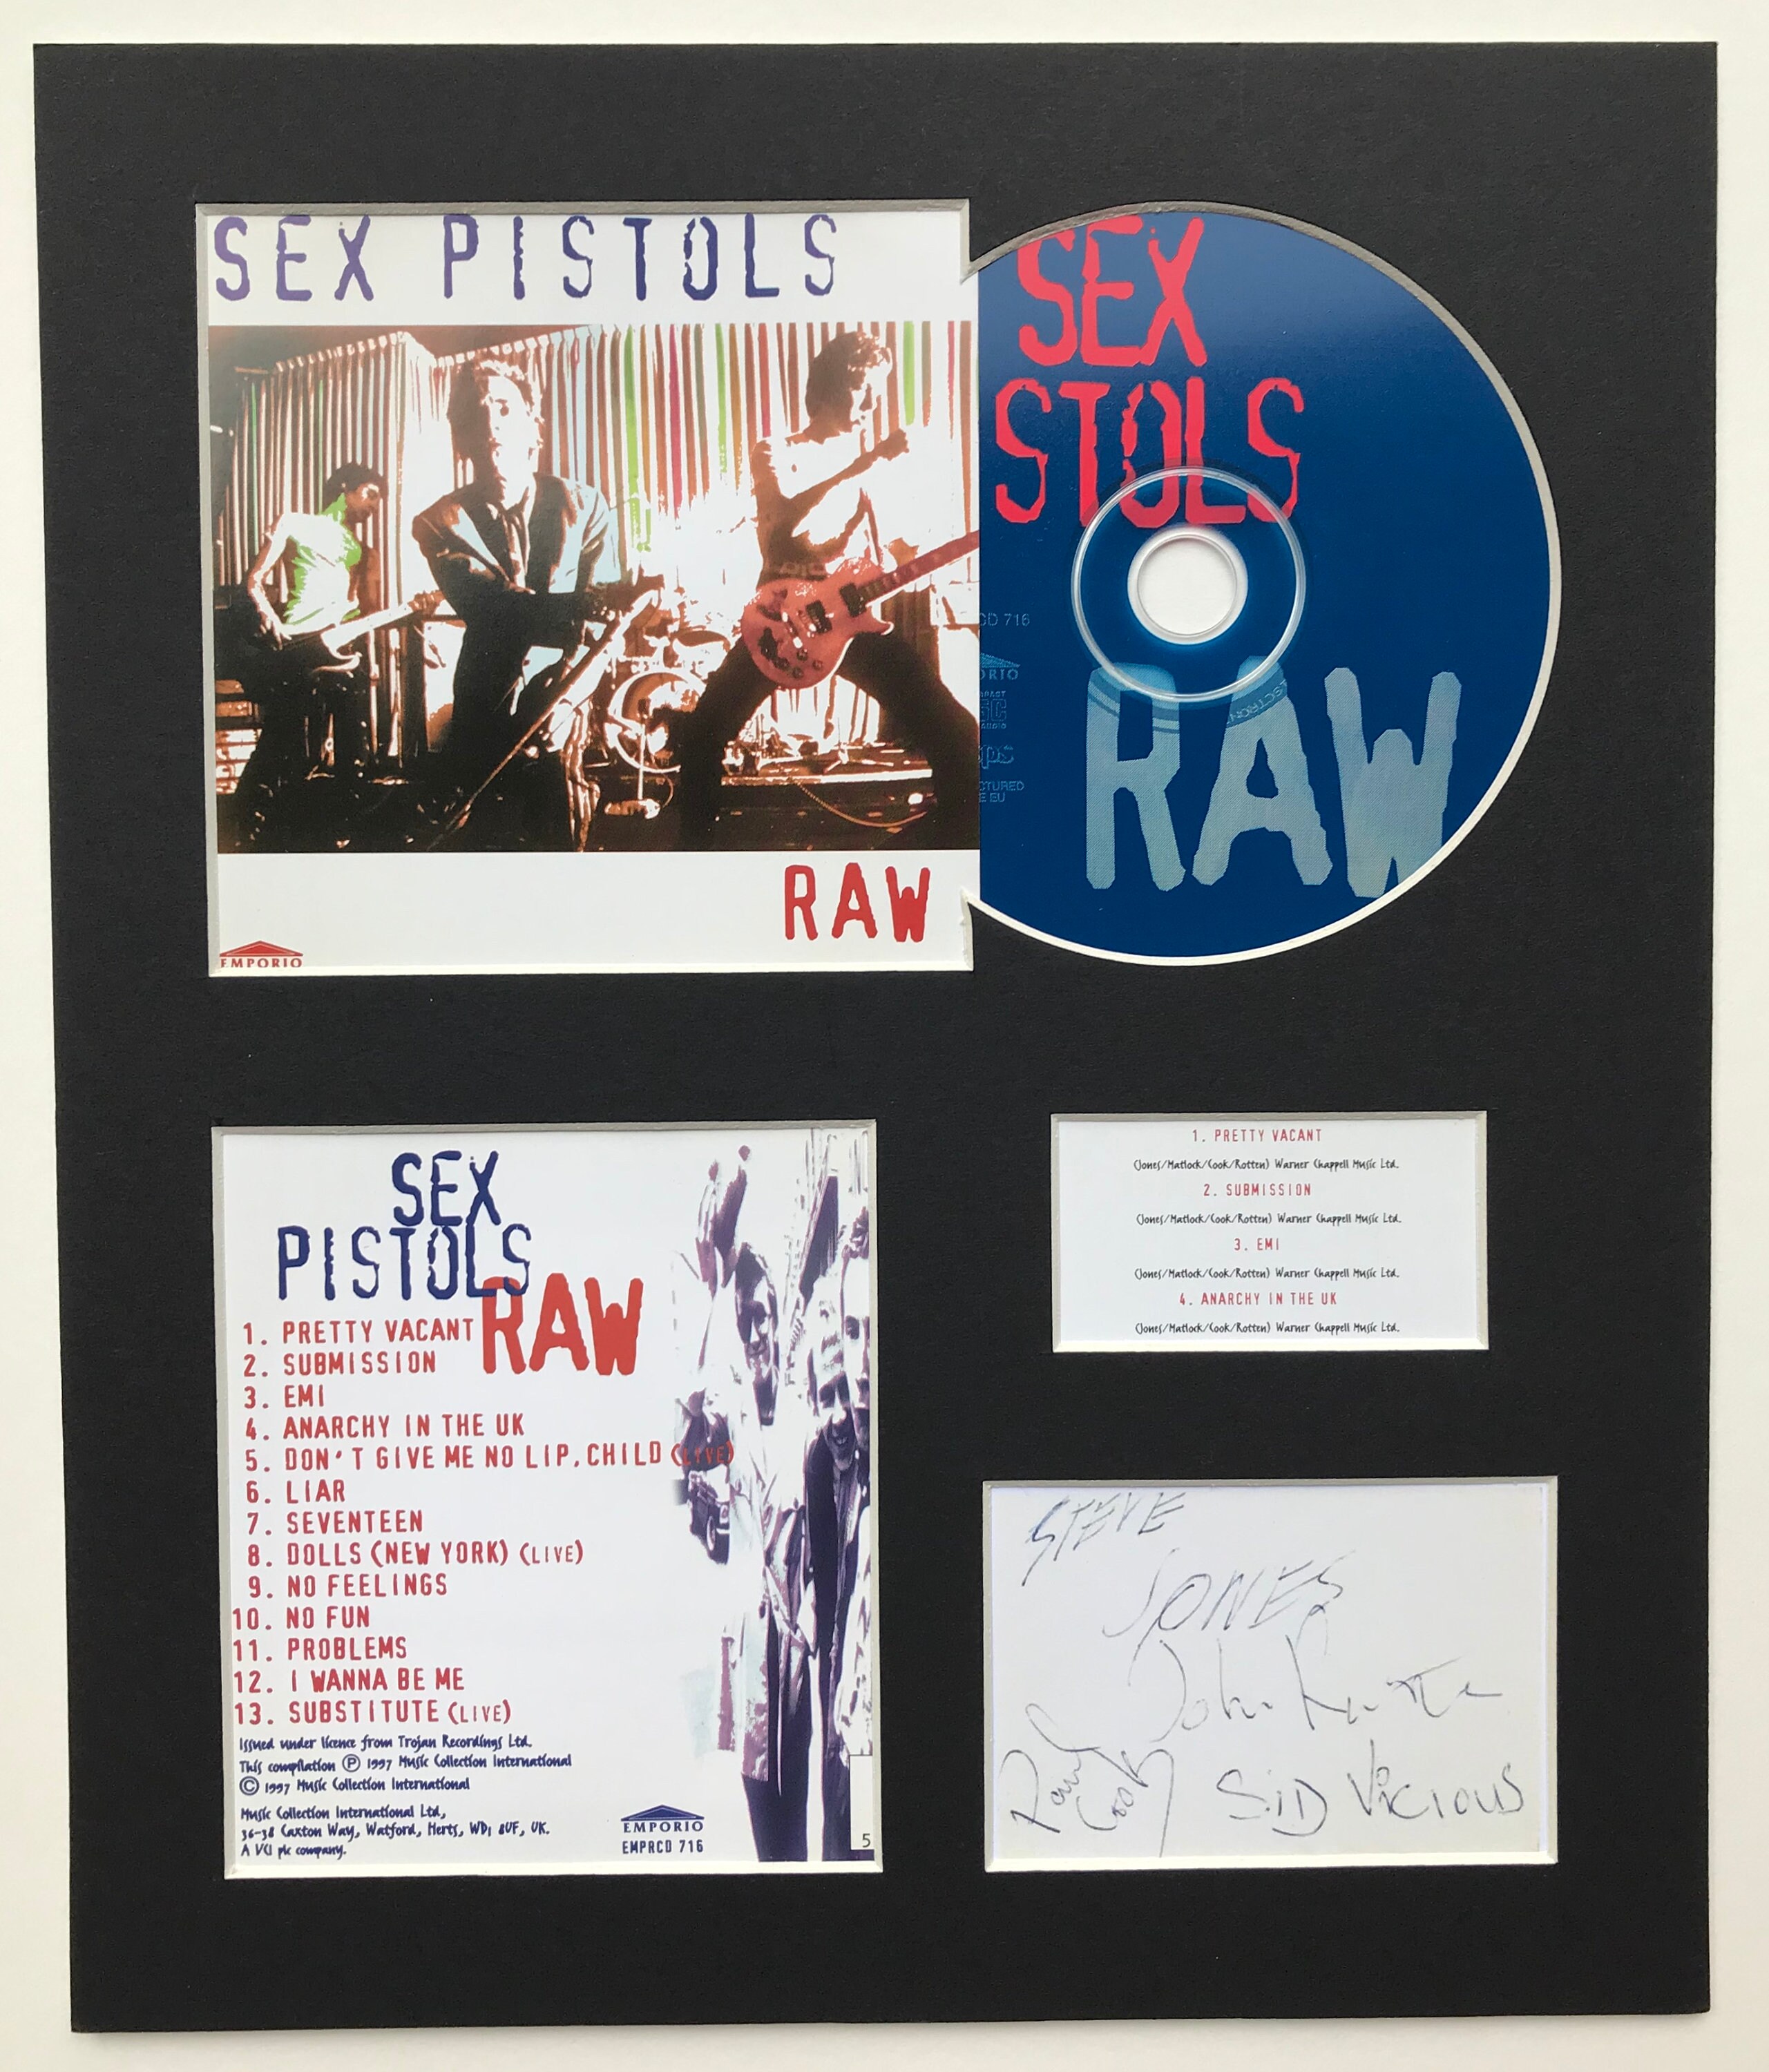 SEX PISTOLS
RAW
EMPORIO
SEX
STOLS
CD 716
RAW
SEX
PISTOLS
RAW
1. PRETTY VACANT
2. SUBMISSION
3. EMI
4. ANARCHY IN THE UK
5. DON'T GIVE ME NO LIP, CHILD (LIVE)
6. LIAR
7. SEVENTEEN
8. DOLLS (NEW YORK) (LIVE)
9. NO FEELINGS
10. NO FUN
11. PROBLEMS
12. I WANNA BE ME
13. SUBSTITUTE (LIVE)
Issued under licence from Trojan Recordings Ltd.
This compilation ℗ 1997 Music Collection International
© 1997 Music Collection International
Music Collection International Ltd,
36-38 Caxton Way, Watford, Herts, WD1 8UF, UK.
A VCI plc company.
EMPORIO
EMPRCD 716
5
1. PRETTY VACANT
(Jones/Matlock/Cook/Rotten) Warner Chappell Music Ltd.
2. SUBMISSION
(Jones/Matlock/Cook/Rotten) Warner Chappell Music Ltd.
3. EMI
(Jones/Matlock/Cook/Rotten) Warner Chappell Music Ltd.
4. ANARCHY IN THE UK
(Jones/Matlock/Cook/Rotten) Warner Chappell Music Ltd.
STEVE
JONES
John Rotten
Paul
Cook
SID VICIOUS